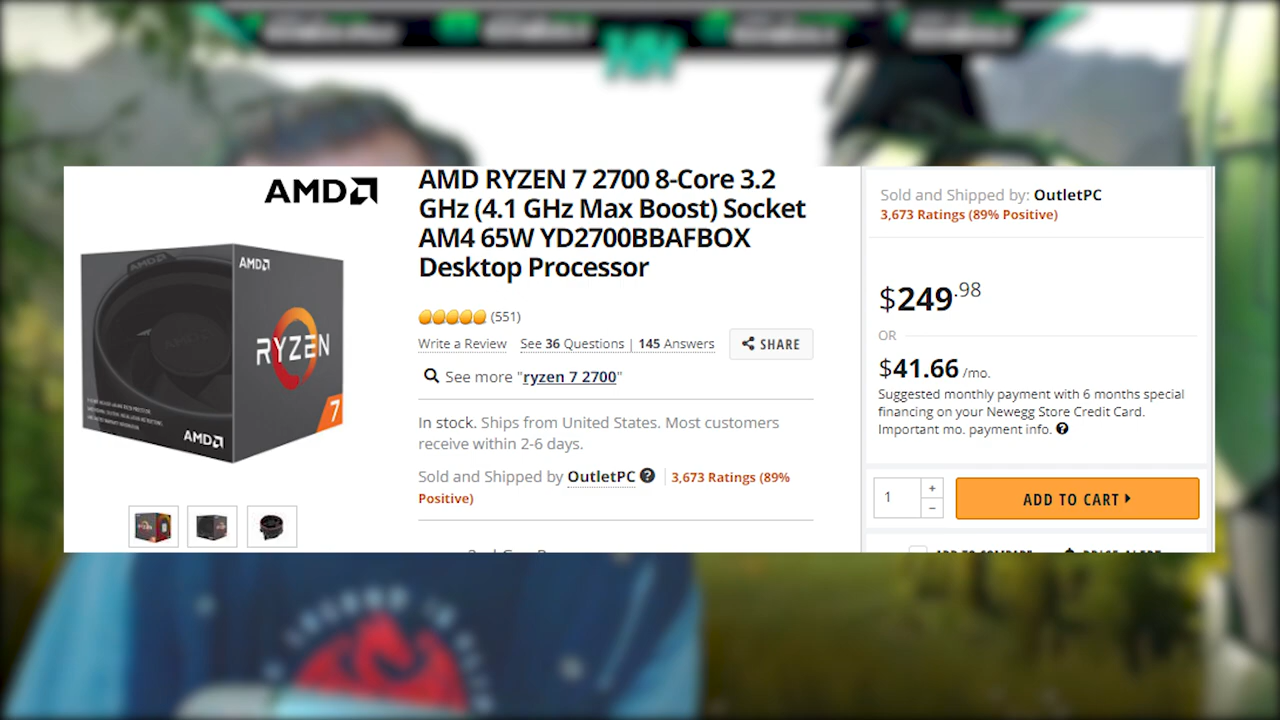 AMD
AMD
RYZEN
7
AMD
AMD RYZEN 7 2700 8-Core 3.2
GHz (4.1 GHz Max Boost) Socket
AM4 65W YD2700BBAFBOX
Desktop Processor
(551)
Write a Review See 36 Questions | 145 Answers
SHARE
See more "ryzen 7 2700"
In stock. Ships from United States. Most customers
receive within 2-6 days.
Sold and Shipped by OutletPC ? 3,673 Ratings (89%
Positive)
Sold and Shipped by: OutletPC
3,673 Ratings (89% Positive)
$249.98
OR
$41.66 /mo.
Suggested monthly payment with 6 months special
financing on your Newegg Store Credit Card.
Important mo. payment info. ?
1
+
−
ADD TO CART